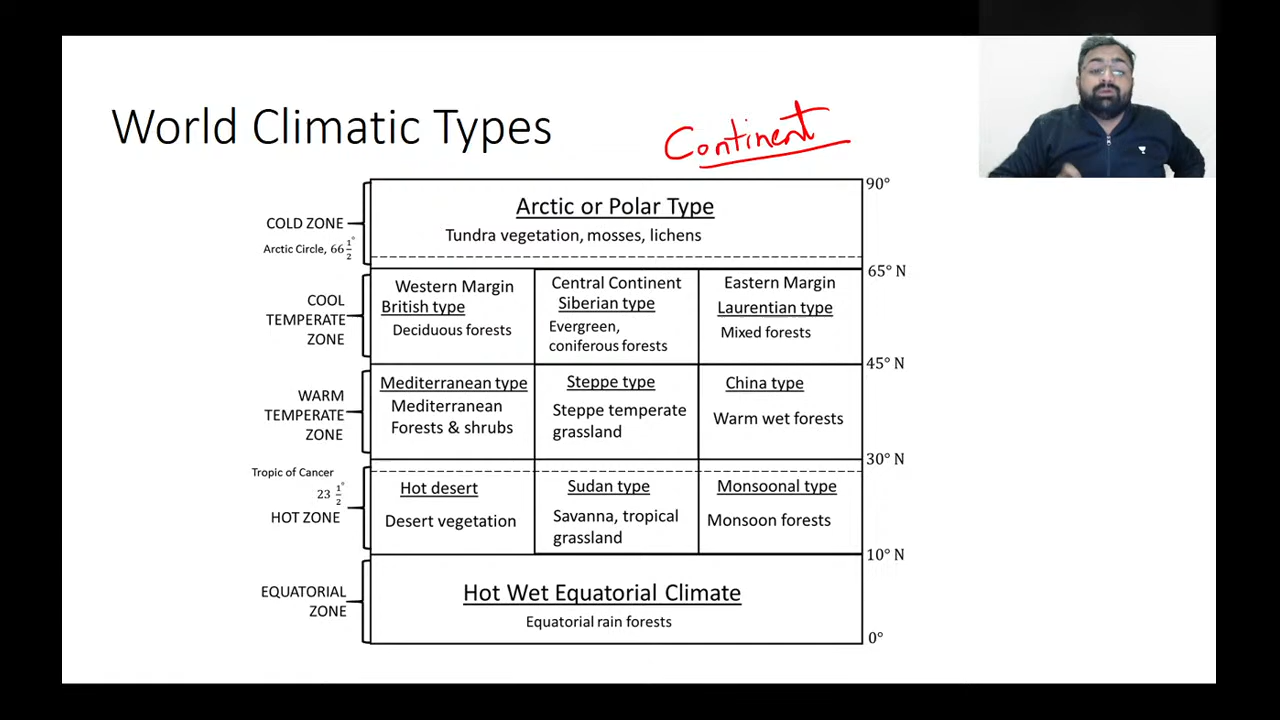 World Climatic Types
Continent
90°
COLD ZONE
Arctic Circle, 66 1/2°
Arctic or Polar Type
Tundra vegetation, mosses, lichens
65° N
COOL
TEMPERATE
ZONE
Western Margin
British type
Deciduous forests
Central Continent
Siberian type
Evergreen,
coniferous forests
Eastern Margin
Laurentian type
Mixed forests
45° N
WARM
TEMPERATE
ZONE
Mediterranean type
Mediterranean
Forests & shrubs
Steppe type
Steppe temperate
grassland
China type
Warm wet forests
30° N
Tropic of Cancer
23 1/2°
HOT ZONE
Hot desert
Desert vegetation
Sudan type
Savanna, tropical
grassland
Monsoonal type
Monsoon forests
10° N
EQUATORIAL
ZONE
Hot Wet Equatorial Climate
Equatorial rain forests
0°